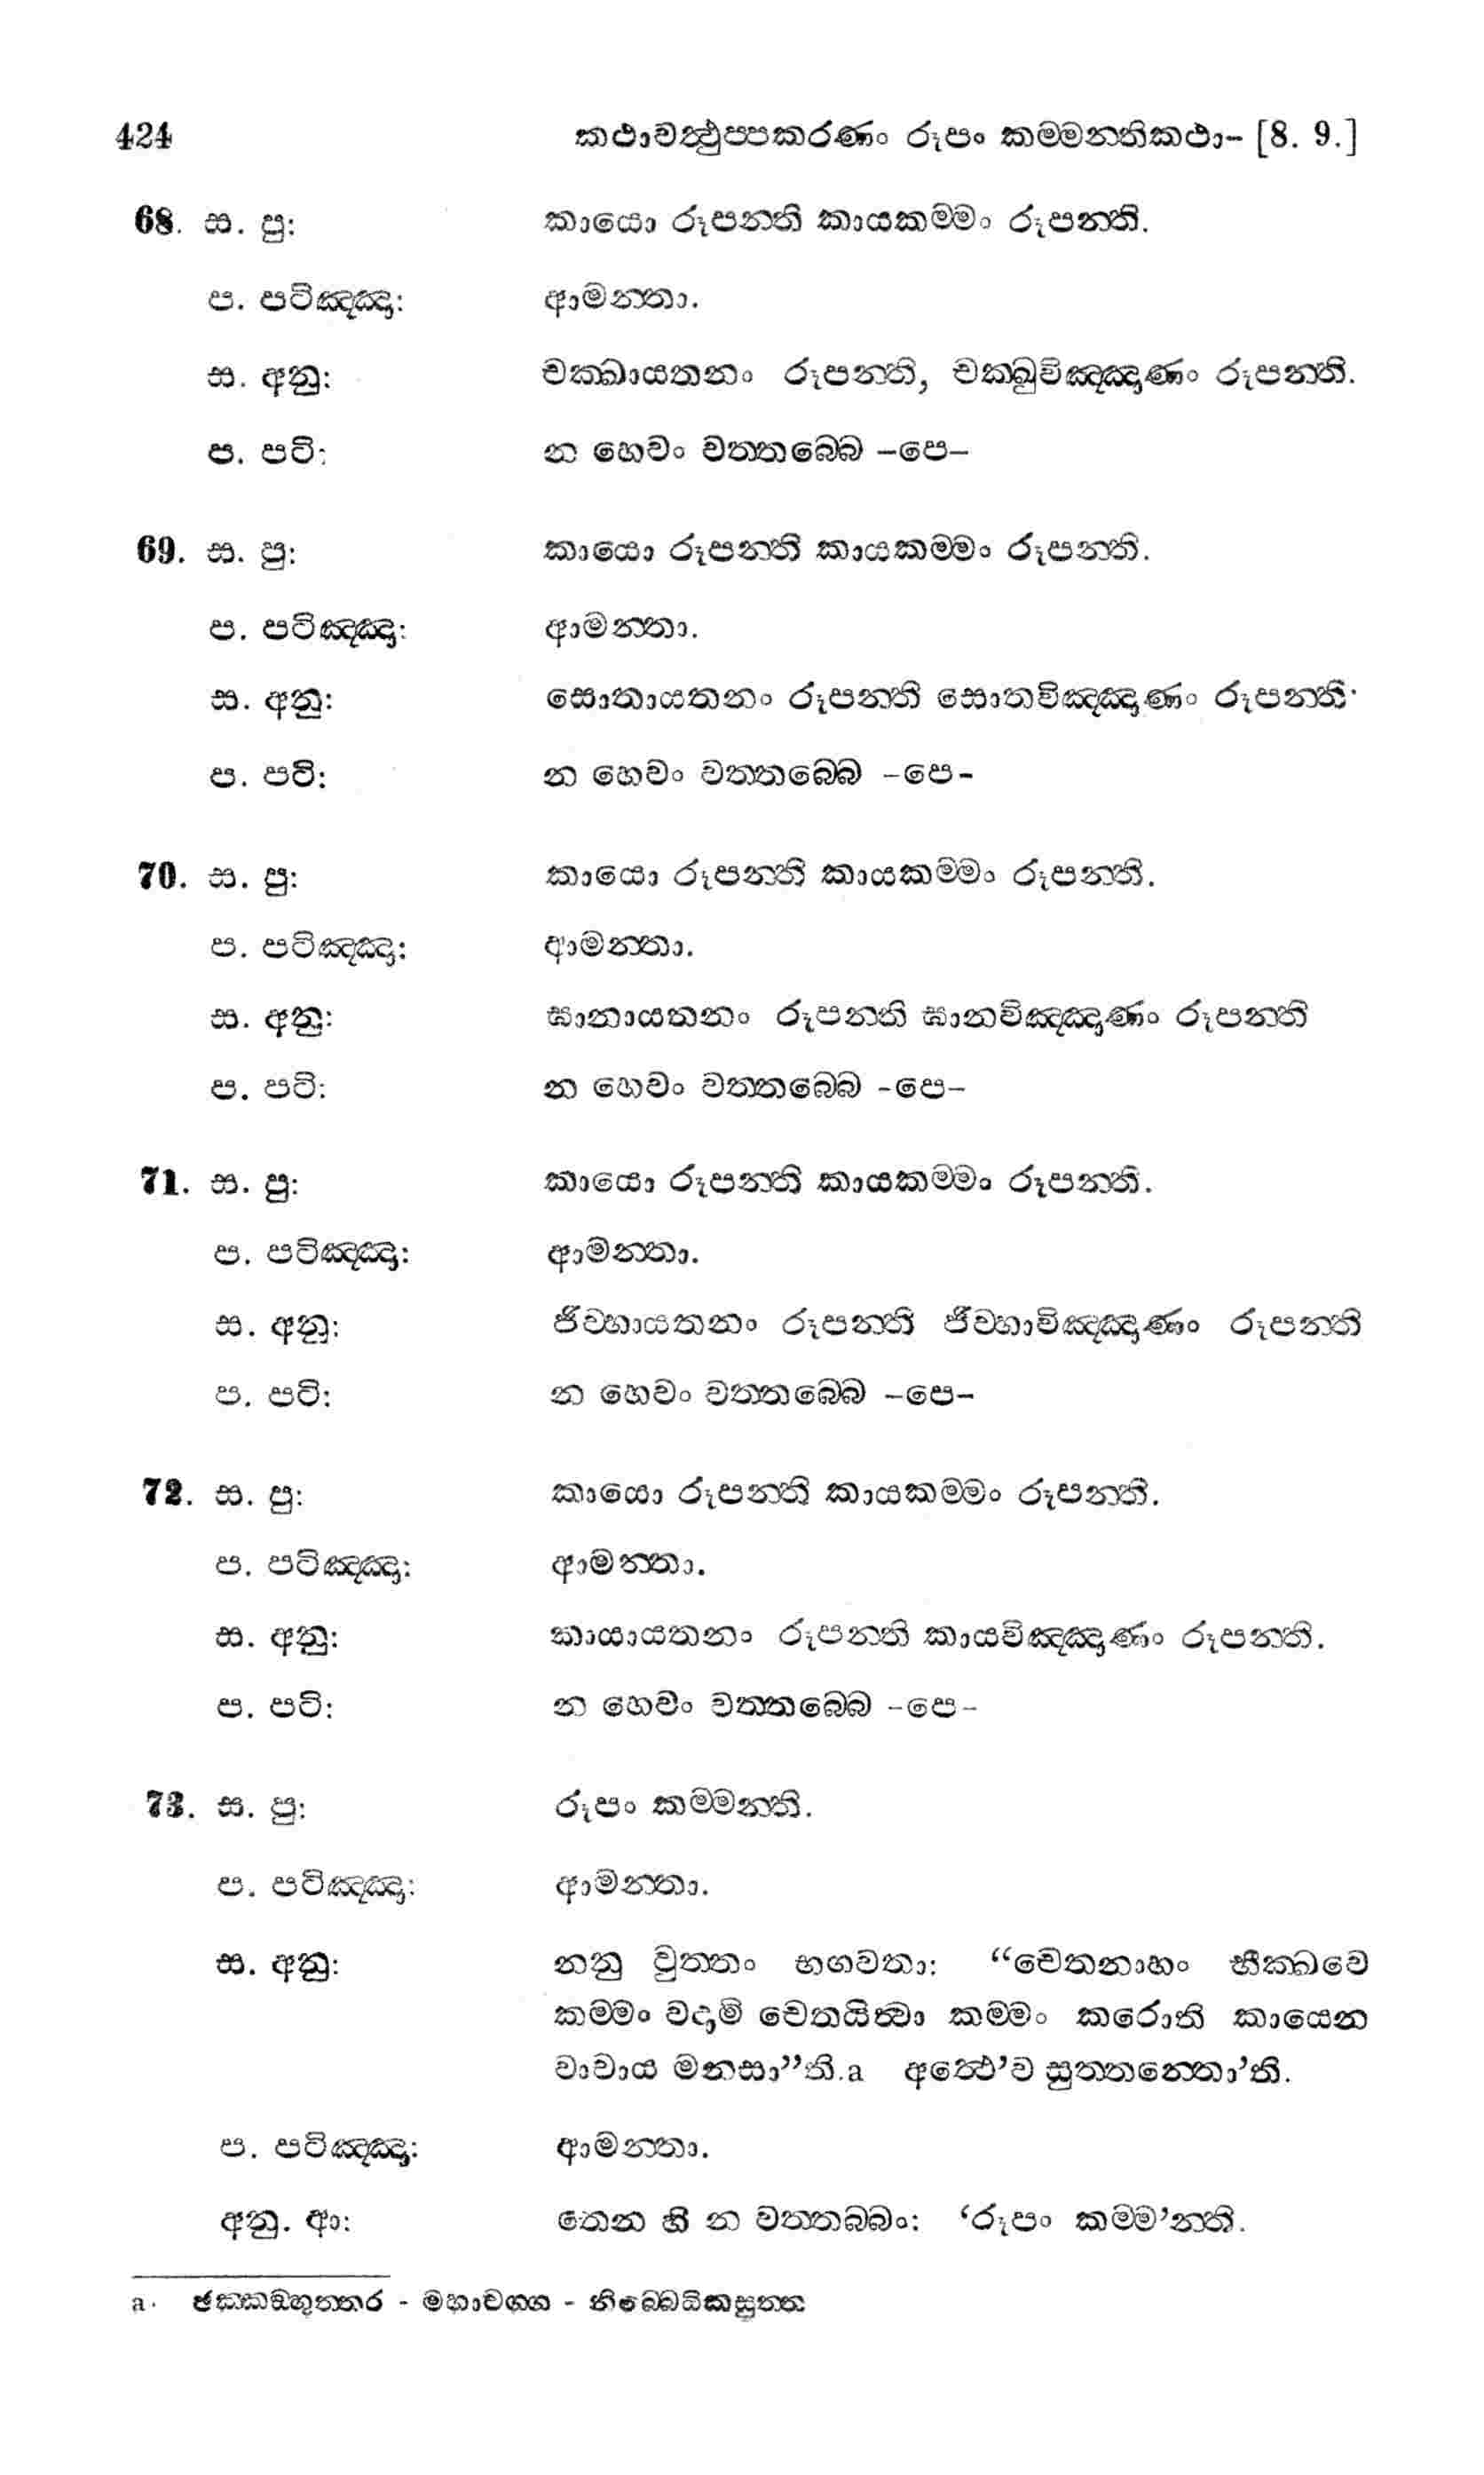 424 කථාවත්‍ථුප්පකරණං රූපං කම්මන්තිකථා- [8. 9.]
68. ස. පු: කායො රූපන්ති කායකම්මං රූපන්ති.
ප. පටිඤ්ඤා: ආමන්තා.
ස. අනු: චක්ඛායතනං රූපන්ති, චක්ඛුවිඤ්ඤාණං රූපන්ති.
ප. පටි: න හෙවං වත්තබ්බෙ –පෙ–
69. ස. පු: කායො රූපන්ති කායකම්මං රූපන්ති.
ප. පටිඤ්ඤා: ආමන්තා.
ස. අනු: සොතායතනං රූපන්ති සොතවිඤ්ඤාණං රූපන්ති.
ප. පටි: න හෙවං වත්තබ්බෙ –පෙ-
70. ස. පු: කායො රූපන්ති කායකම්මං රූපන්ති.
ප. පටිඤ්ඤා: ආමන්තා.
ස. අනු: ඝානායතනං රූපන්ති ඝානවිඤ්ඤාණං රූපන්ති
ප. පටි: න හෙවං වත්තබ්බෙ -පෙ–
71. ස. පු: කායො රූපන්ති කායකම්මං රූපන්ති.
ප. පටිඤ්ඤා: ආමන්තා.
ස. අනු: ජිව්හායතනං රූපන්ති ජිව්හාවිඤ්ඤාණං රූපන්ති
ප. පටි: න හෙවං වත්තබ්බෙ –පෙ–
72. ස. පු: කායො රූපන්ති කායකම්මං රූපන්ති.
ප. පටිඤ්ඤා: ආමන්තා.
ස. අනු: කායායතනං රූපන්ති කායවිඤ්ඤාණං රූපන්ති.
ප. පටි: න හෙවං වත්තබ්බෙ -පෙ-
73. ස. පු: රූපං කම්මන්ති.
ප. පටිඤ්ඤා: ආමන්තා.
ස. අනු: නනු වුත්තං භගවතා: “චෙතනාහං භික්ඛවෙ
කම්මං වදාමි චෙතයිත්‍වා කම්මං කරොති කායෙන
වාචාය මනසා”ති.a අත්‍ථෙ’ව සුත්තන්තො’ති.
ප. පටිඤ්ඤා: ආමන්තා.
අනු. ආ: තෙන හි න වත්තබ්බං: ‘රූපං කම්ම’න්ති.
a. ඡක්කඞ්ගුත්තර - මහාවග්ග - නිබ්බෙධිකසුත්ත